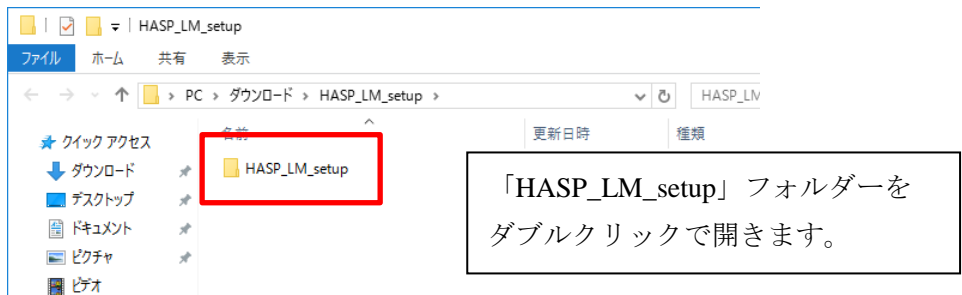 HASP_LM_setup
ファイル ホーム 共有 表示
PC › ダウンロード › HASP_LM_setup ›
HASP_LM
名前 更新日時 種類
クイック アクセス
ダウンロード
デスクトップ
ドキュメント
ピクチャ
ビデオ
HASP_LM_setup
「HASP_LM_setup」フォルダーを
ダブルクリックで開きます。